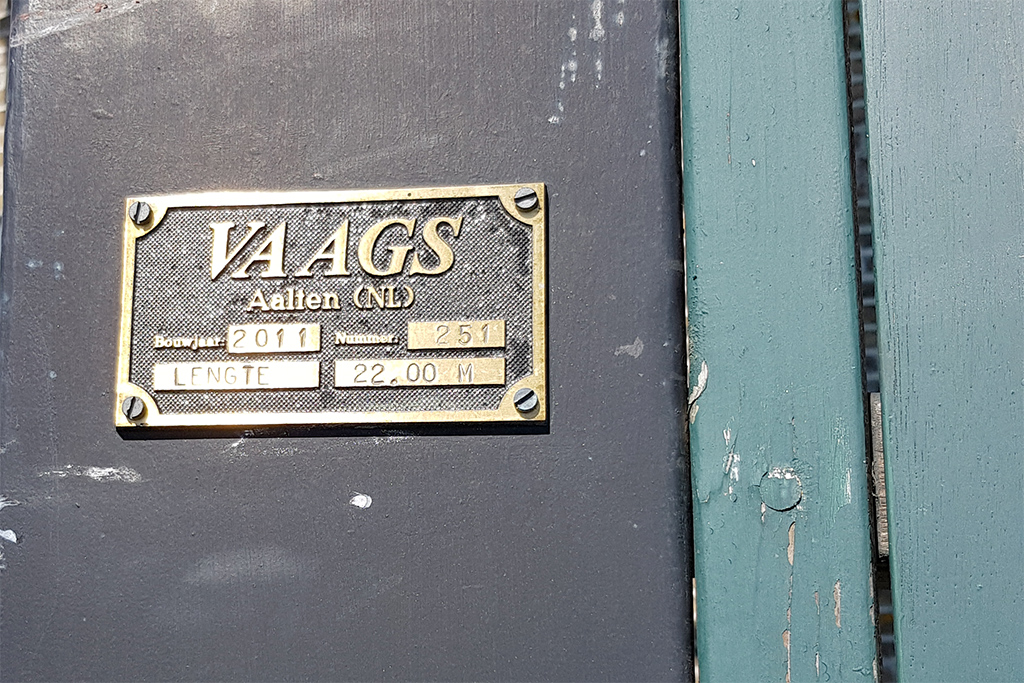 VAAGS
Aalten (NL)
Bouwjaar: 2011 Nummer: 251
LENGTE 22.00 M